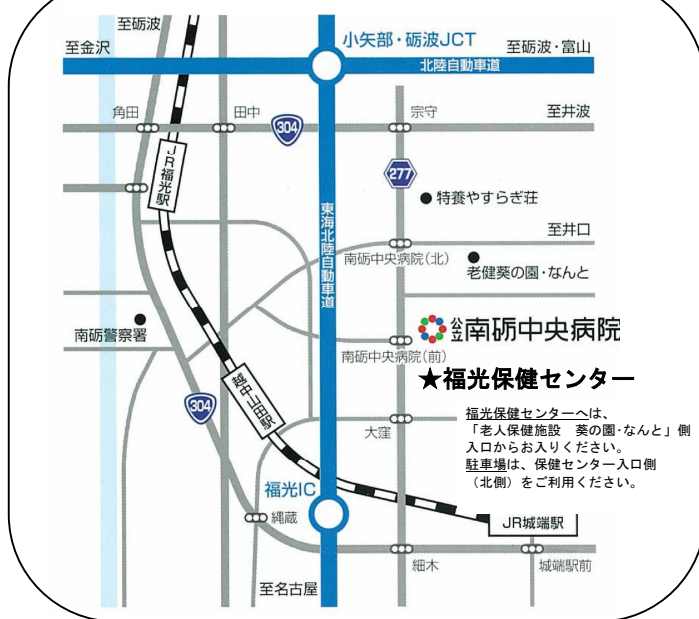 至砺波
至金沢
小矢部・砺波JCT
至砺波・富山
北陸自動車道
角田
田中
304
宗守
至井波
JR福光駅
277
特養やすらぎ荘
東海北陸自動車道
至井口
南砺中央病院(北)
老健葵の園・なんと
南砺警察署
公立南砺中央病院
南砺中央病院(前)
★福光保健センター
越中山田駅
304
福光保健センターへは、
「老人保健施設 葵の園・なんと」側
入口からお入りください。
駐車場は、保健センター入口側
(北側)をご利用ください。
大窪
福光IC
縄蔵
JR城端駅
細木
城端駅前
至名古屋